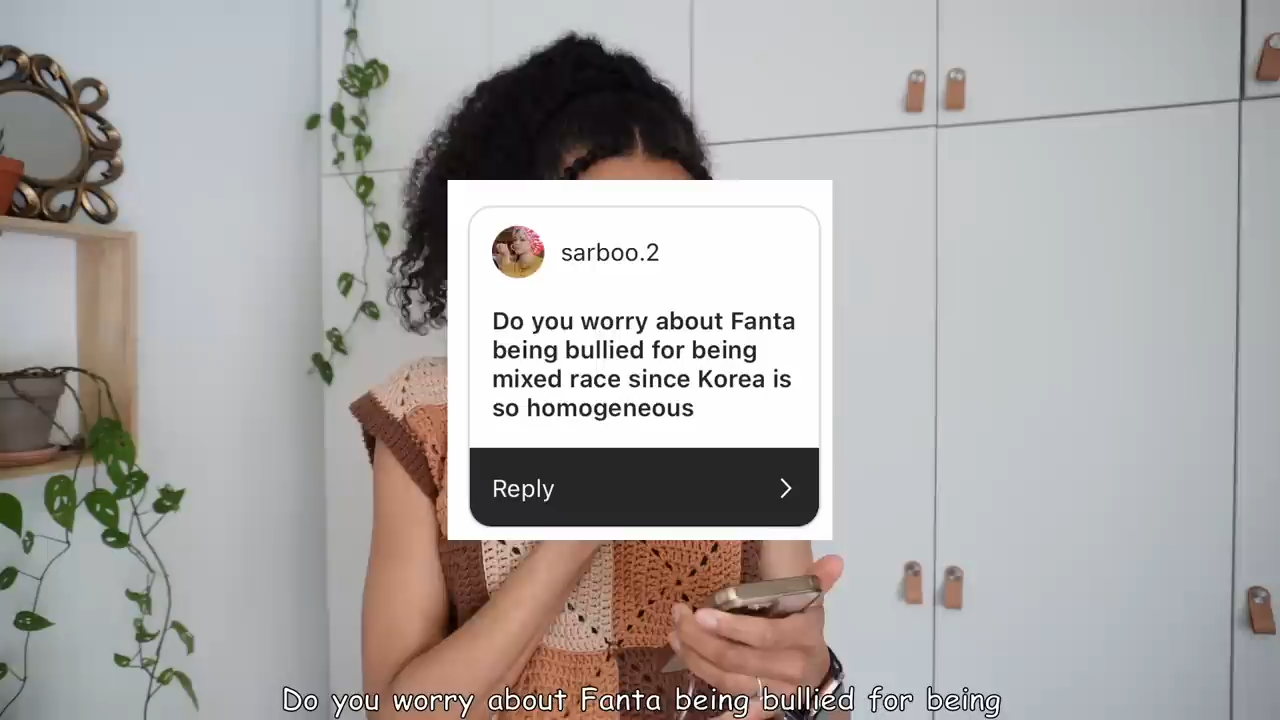 sarboo.2
Do you worry about Fanta
being bullied for being
mixed race since Korea is
so homogeneous
Reply
Do you worry about Fanta being bullied for being